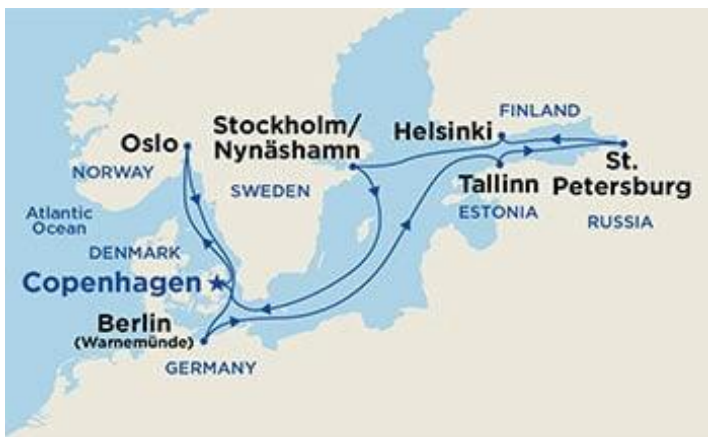 FINLAND
Stockholm/
Nynäshamn
Helsinki
Oslo
St.
Petersburg
NORWAY
SWEDEN
Tallinn
ESTONIA
RUSSIA
Atlantic
Ocean
DENMARK
Copenhagen
Berlin
(Warnemünde)
GERMANY